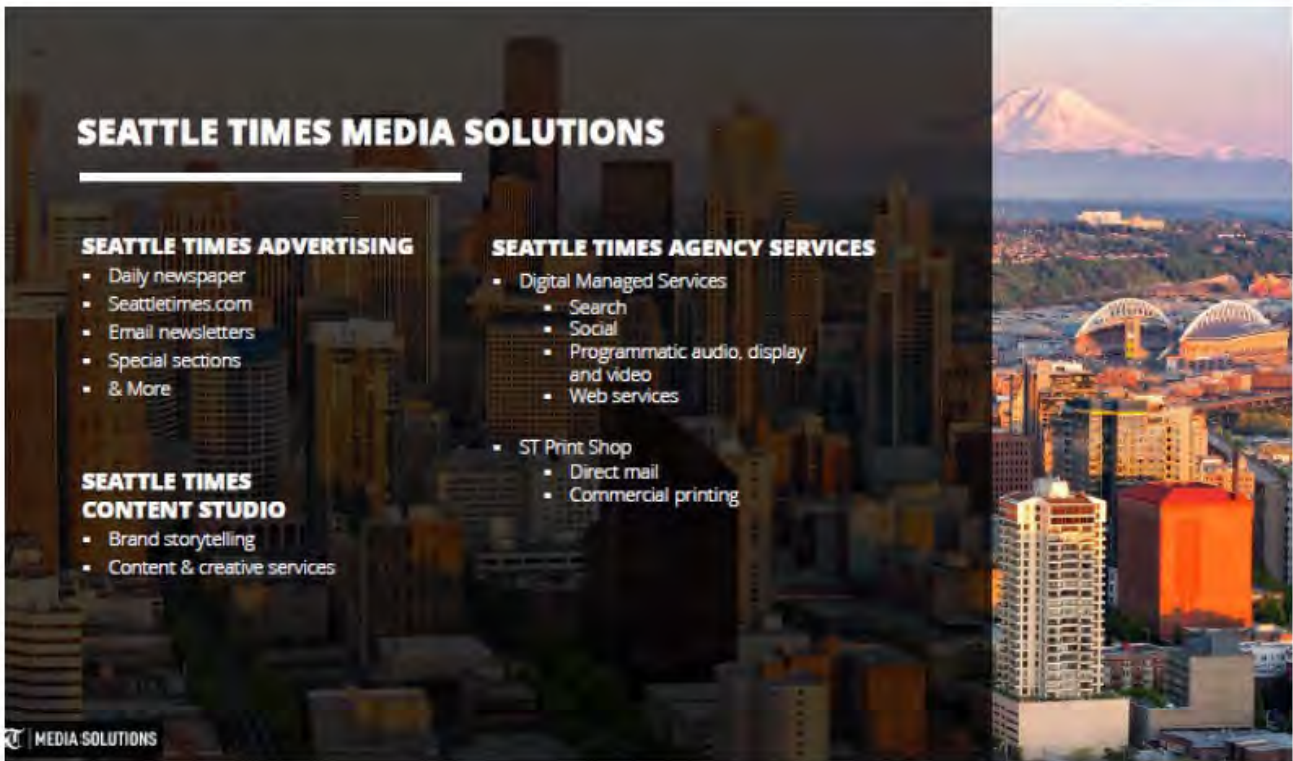 SEATTLE TIMES MEDIA SOLUTIONS
SEATTLE TIMES ADVERTISING
▪ Daily newspaper
▪ Seattletimes.com
▪ Email newsletters
▪ Special sections
▪ & More
SEATTLE TIMES
CONTENT STUDIO
▪ Brand storytelling
▪ Content & creative services
SEATTLE TIMES AGENCY SERVICES
▪ Digital Managed Services
▪ Search
▪ Social
▪ Programmatic audio, display
and video
▪ Web services
▪ ST Print Shop
▪ Direct mail
▪ Commercial printing
MEDIA SOLUTIONS